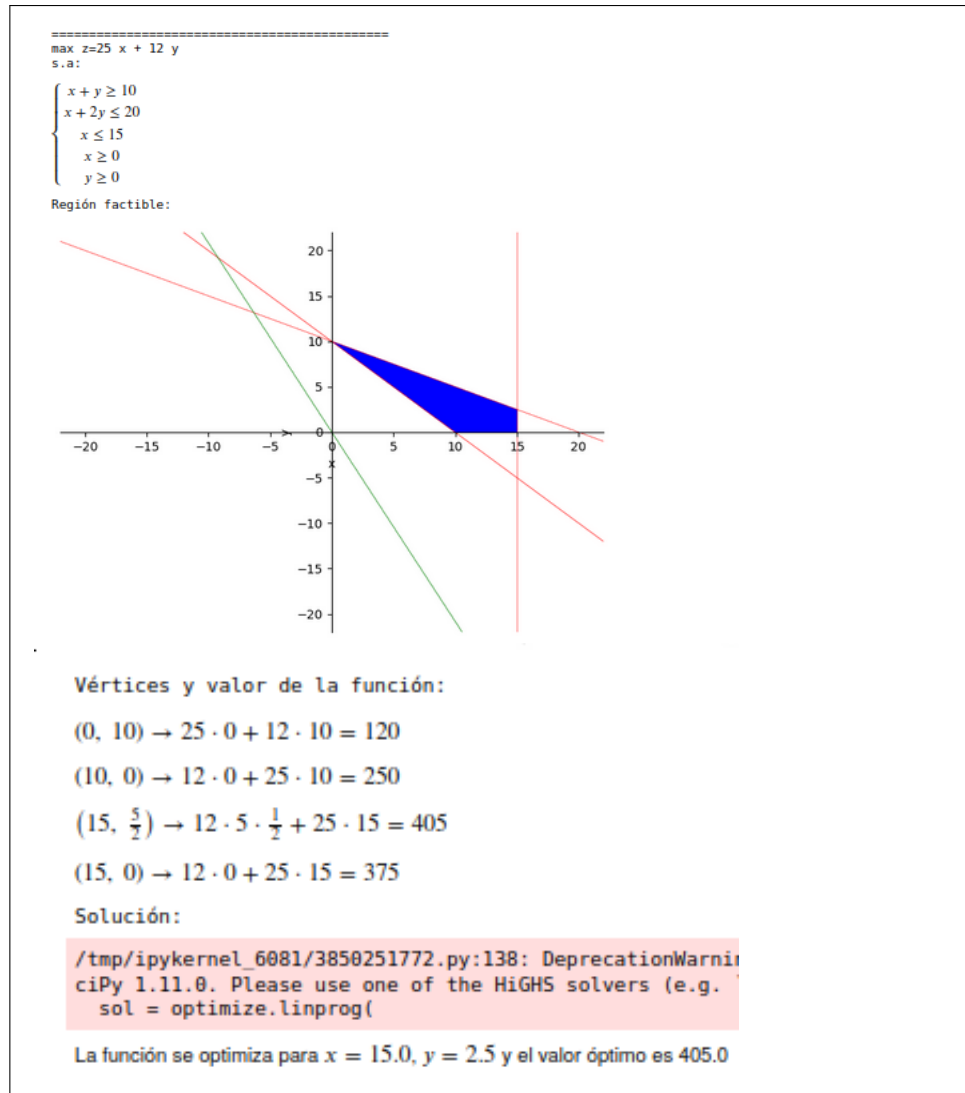 =============================================
max z=25 x + 12 y
s.a:
x + y ≥ 10
x + 2y ≤ 20
x ≤ 15
x ≥ 0
y ≥ 0
Región factible:
20
15
10
5
0
−20 −15 −10 −5 0 5 10 15 20
x
−5
−10
−15
−20
Vértices y valor de la función:
(0, 10) → 25 · 0 + 12 · 10 = 120
(10, 0) → 12 · 0 + 25 · 10 = 250
(15, 5/2) → 12 · 5 · 1/2 + 25 · 15 = 405
(15, 0) → 12 · 0 + 25 · 15 = 375
Solución:
/tmp/ipykernel_6081/3850251772.py:138: DeprecationWarnin
ciPy 1.11.0. Please use one of the HiGHS solvers (e.g. `
sol = optimize.linprog(
La función se optimiza para x = 15.0, y = 2.5 y el valor óptimo es 405.0